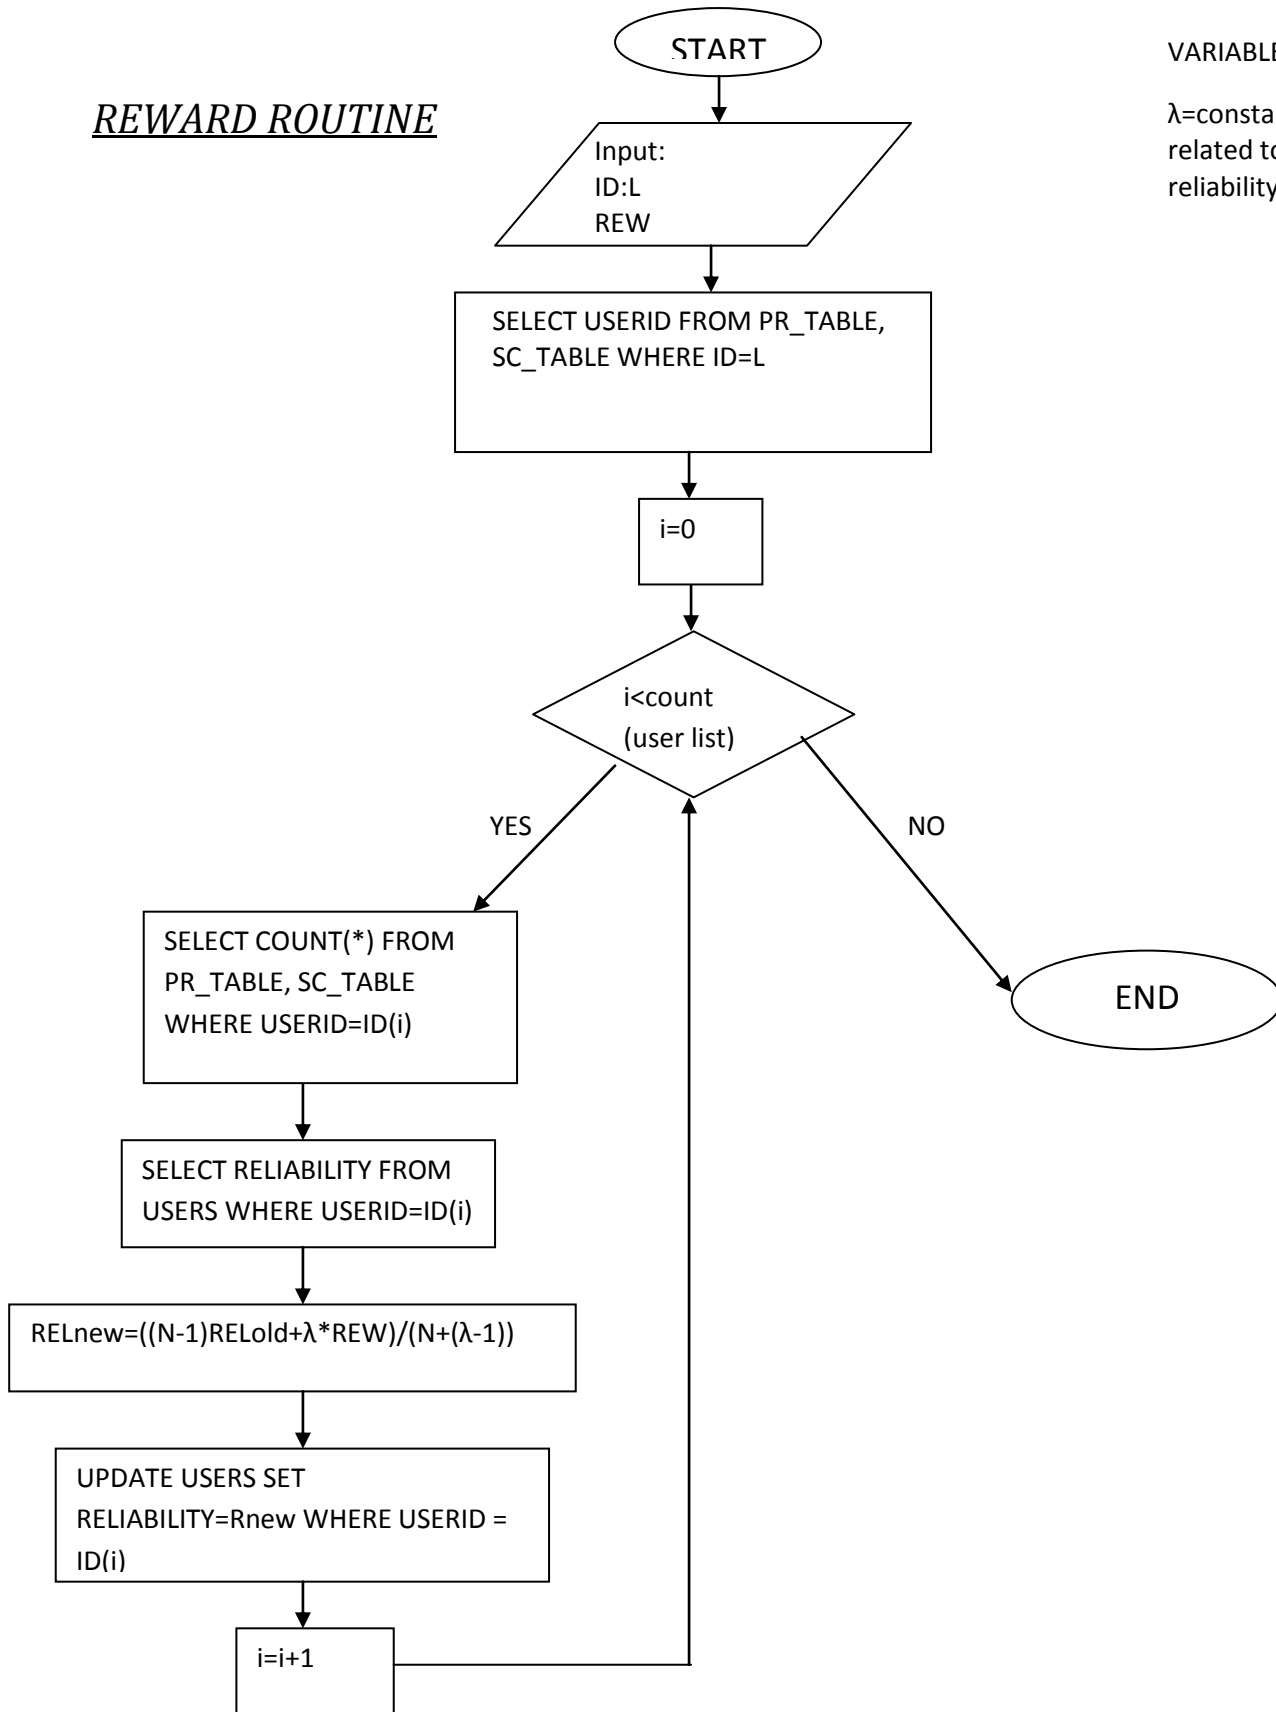 START
REWARD ROUTINE
Input:
ID:L
REW
SELECT USERID FROM PR_TABLE,
SC_TABLE WHERE ID=L
i=0
i<count
(user list)
YES
NO
SELECT COUNT(*) FROM
PR_TABLE, SC_TABLE
WHERE USERID=ID(i)
END
SELECT RELIABILITY FROM
USERS WHERE USERID=ID(i)
RELnew=((N-1)RELold+λ*REW)/(N+(λ-1))
UPDATE USERS SET
RELIABILITY=Rnew WHERE USERID =
ID(i)
i=i+1
VARIABLE
λ=consta
related to
reliability